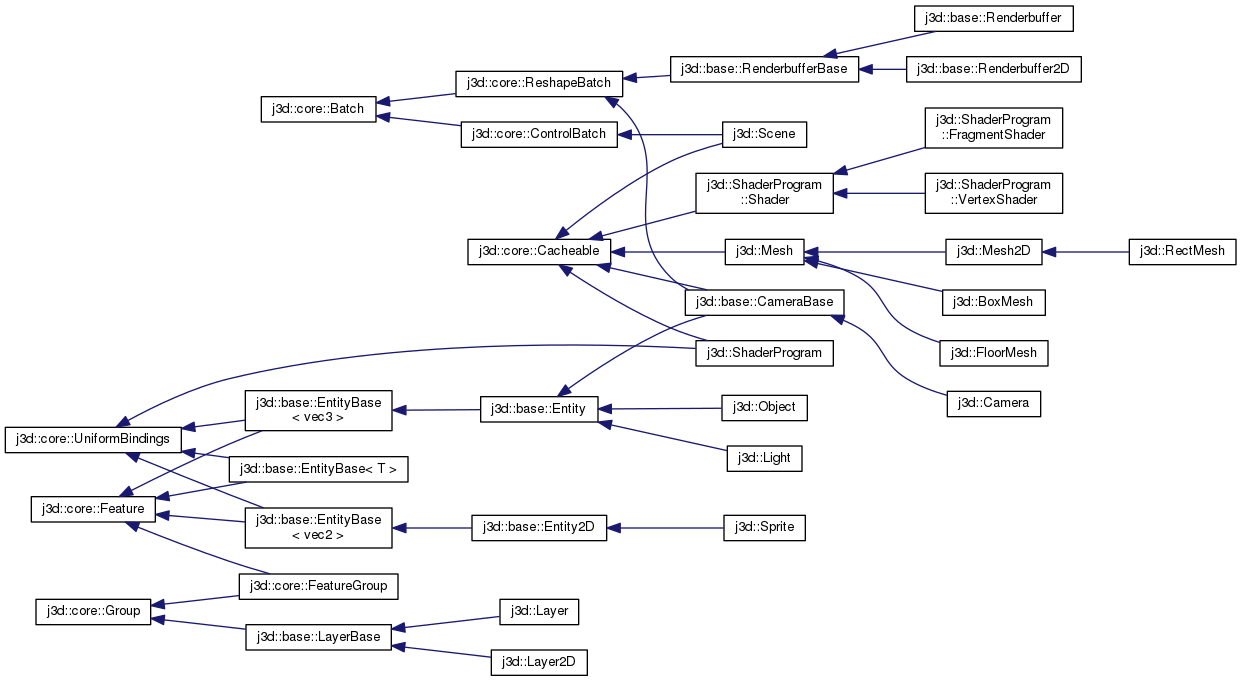 j3d::base::Renderbuffer
j3d::base::RenderbufferBase
j3d::base::Renderbuffer2D
j3d::core::ReshapeBatch
j3d::core::Batch
j3d::core::ControlBatch
j3d::Scene
j3d::ShaderProgram
::FragmentShader
j3d::ShaderProgram
::Shader
j3d::ShaderProgram
::VertexShader
j3d::core::Cacheable
j3d::Mesh
j3d::Mesh2D
j3d::RectMesh
j3d::base::CameraBase
j3d::BoxMesh
j3d::ShaderProgram
j3d::FloorMesh
j3d::base::EntityBase
< vec3 >
j3d::base::Entity
j3d::Object
j3d::Camera
j3d::core::UniformBindings
j3d::Light
j3d::base::EntityBase< T >
j3d::core::Feature
j3d::base::EntityBase
< vec2 >
j3d::base::Entity2D
j3d::Sprite
j3d::core::FeatureGroup
j3d::core::Group
j3d::base::LayerBase
j3d::Layer
j3d::Layer2D